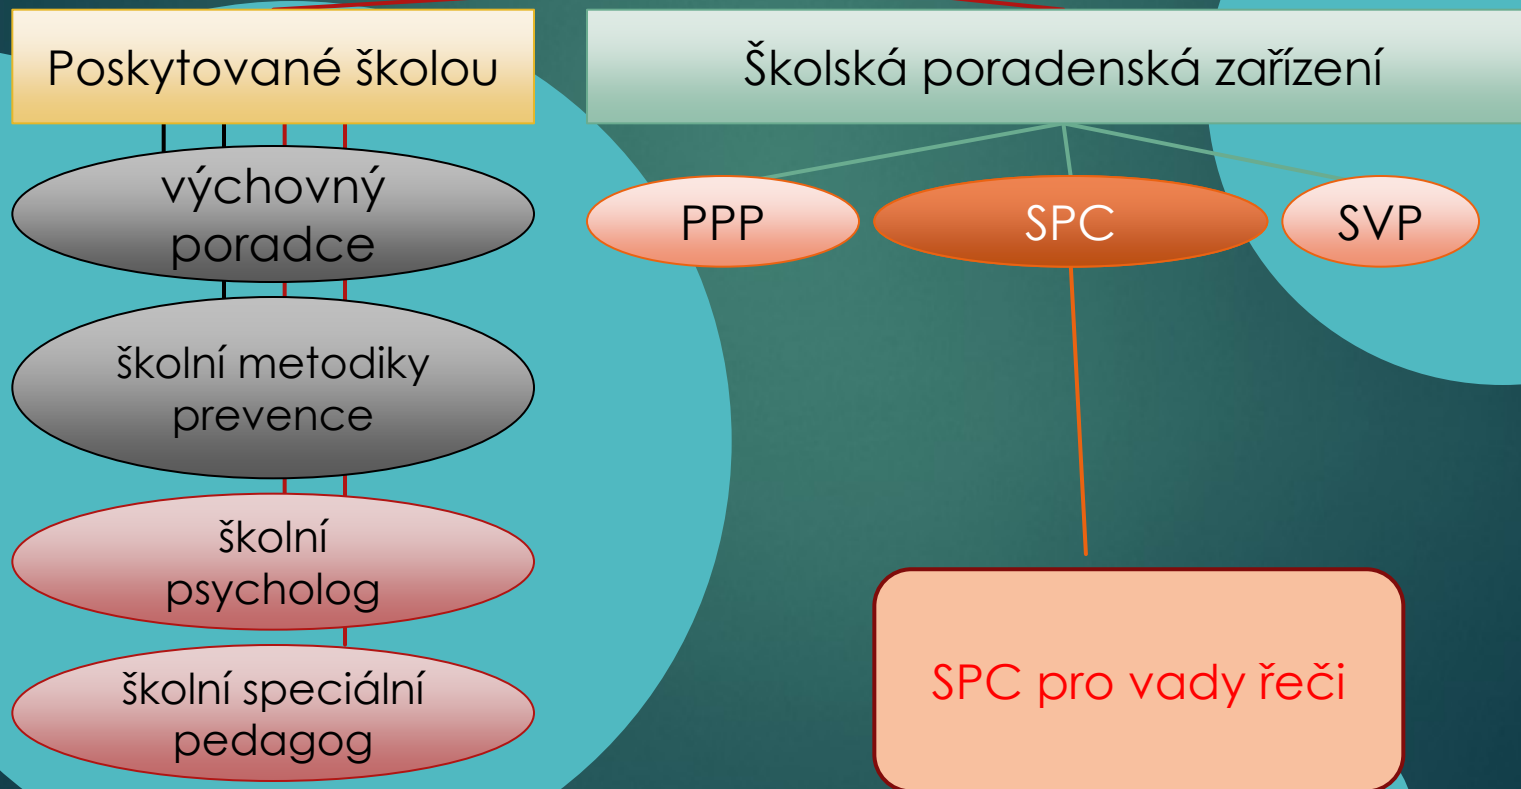 Poskytované školou
výchovný
poradce
školní metodiky
prevence
školní
psycholog
školní speciální
pedagog
Školská poradenská zařízení
PPP
SPC
SVP
SPC pro vady řeči